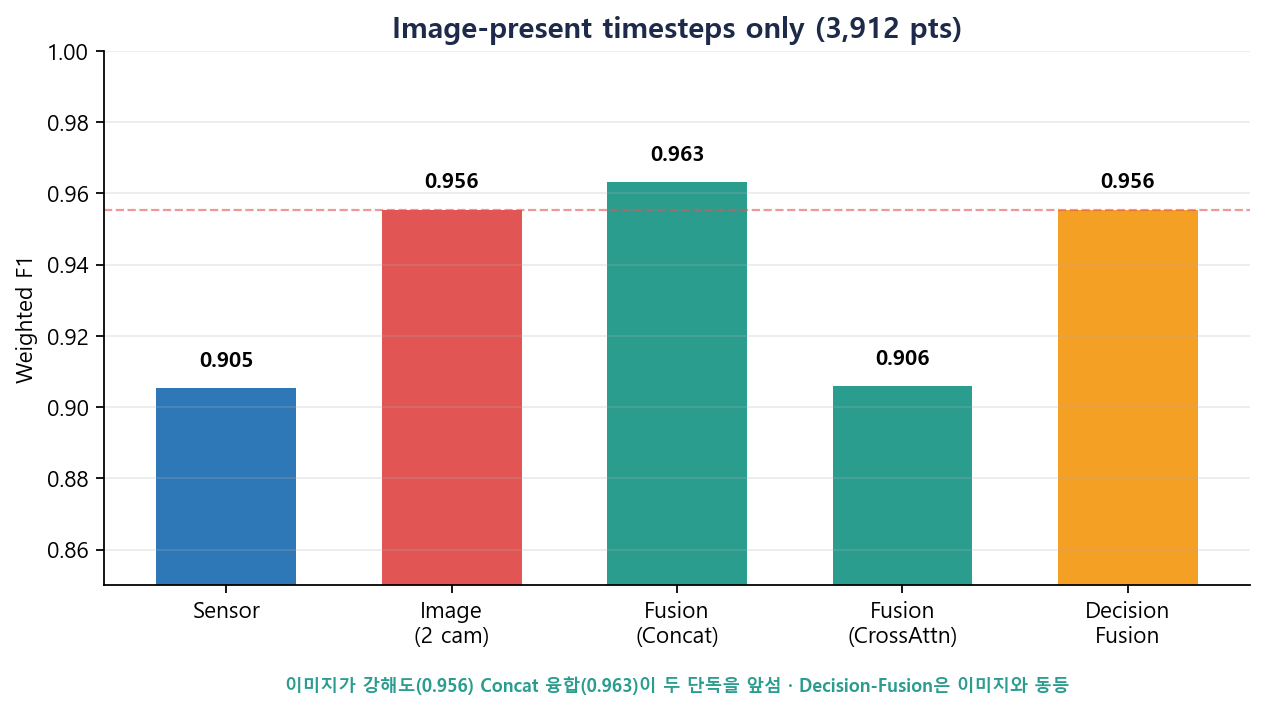 Image-present timesteps only (3,912 pts)
Weighted F1
1.00
0.98
0.96
0.94
0.92
0.90
0.88
0.86
0.905
0.956
0.963
0.906
0.956
Sensor
Image
(2 cam)
Fusion
(Concat)
Fusion
(CrossAttn)
Decision
Fusion
이미지가 강해도(0.956) Concat 융합(0.963)이 두 단독을 앞섬 · Decision-Fusion은 이미지와 동등